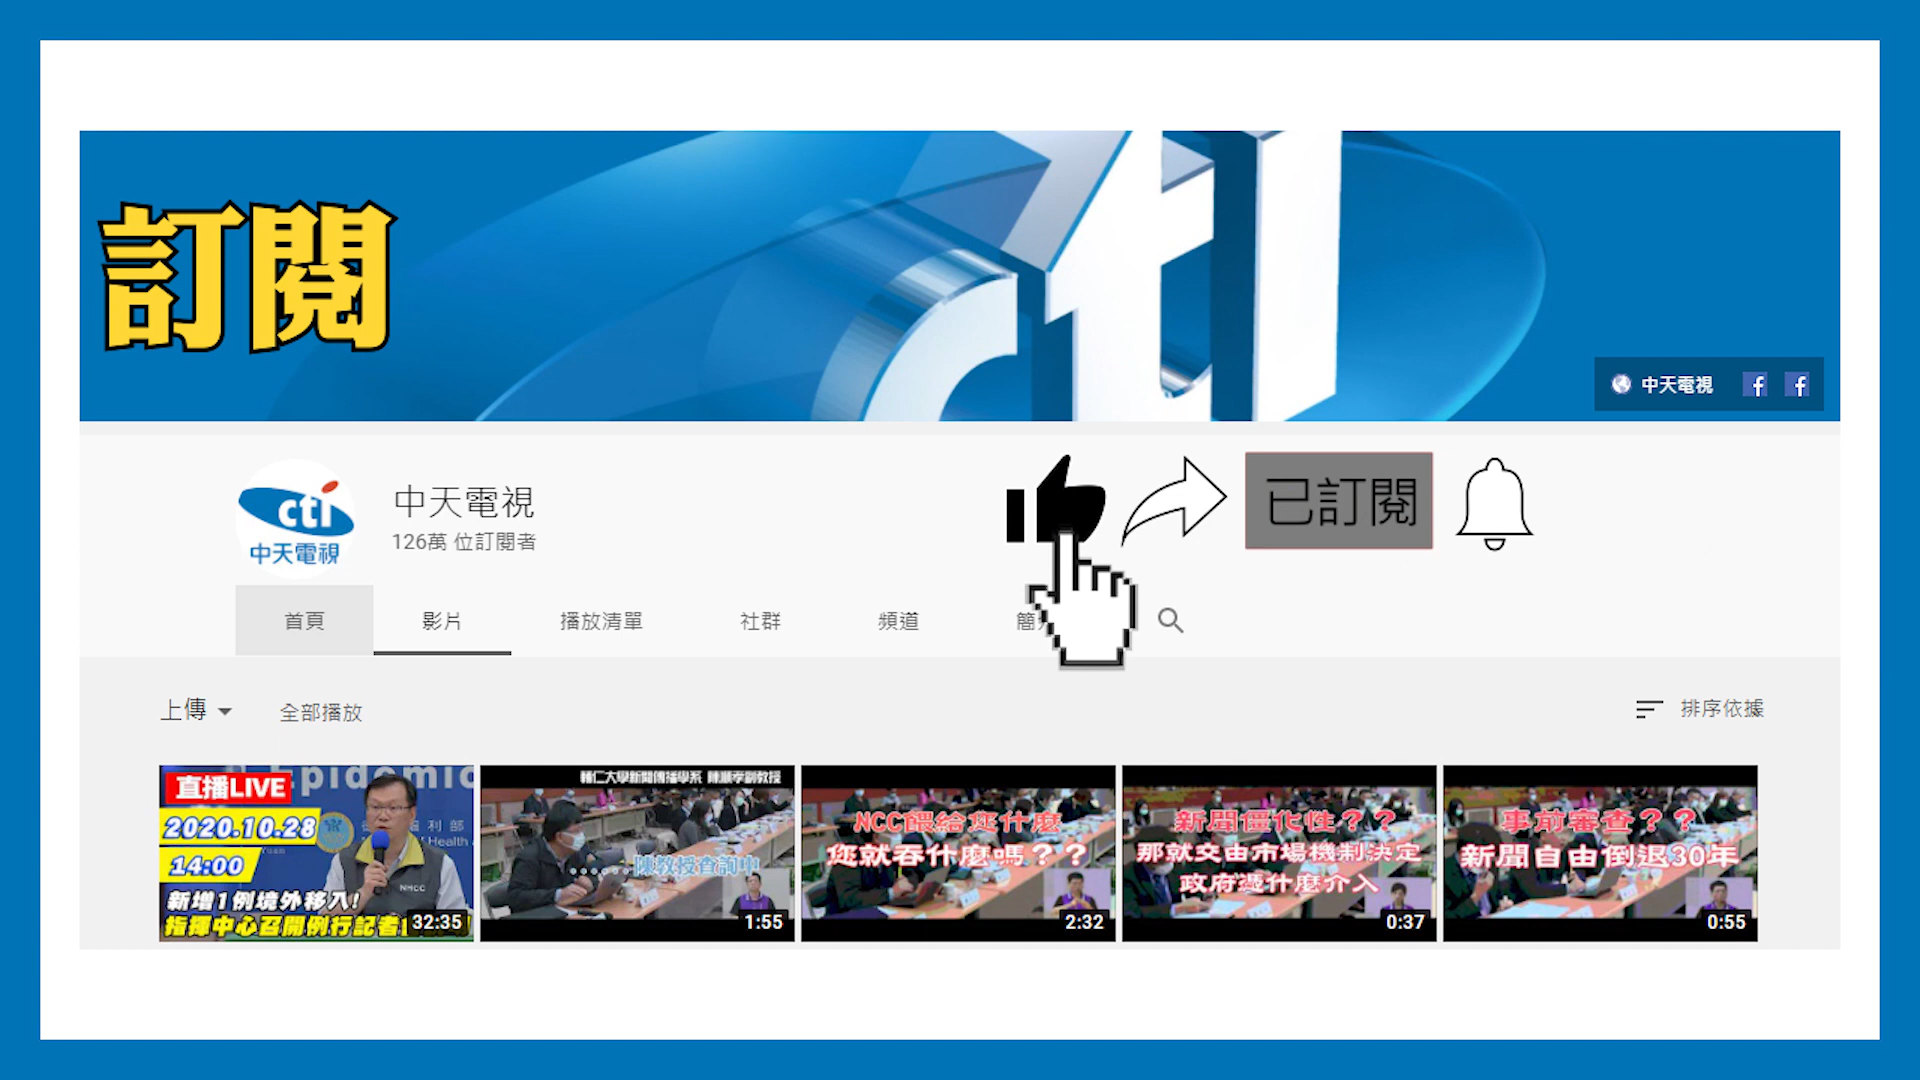 訂閱
cti
中天電視
cti
中天電視
中天電視
126萬 位訂閱者
已訂閱
首頁 影片 播放清單 社群 頻道
上傳 全部播放 排序依據
Epidemic
直播LIVE
2020.10.28
14:00
新增1例境外移入!
指揮中心召開例行記者
NHCC
32:35
輔仁大學新聞傳播學系 陳順孝副教授
......陳教授查詢中
1:55
NCC餵給您什麼
您就吞什麼嗎??
2:32
新聞僵化性??
那就交由市場機制決定
政府憑什麼介入
0:37
事前審查??
新聞自由倒退30年
0:55